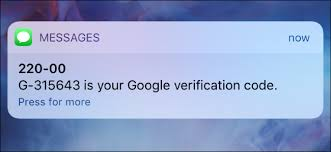 MESSAGES now
220-00
G-315643 is your Google verification code.
Press for more